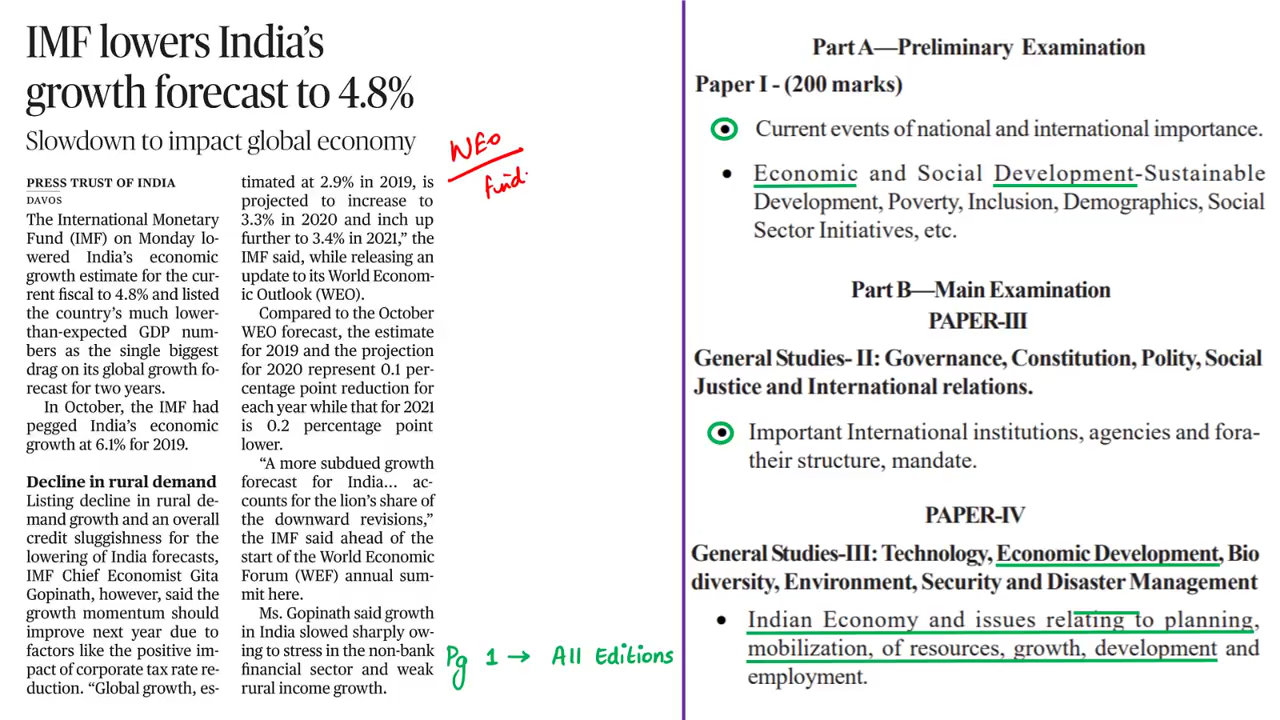 IMF lowers India's
growth forecast to 4.8%
Slowdown to impact global economy
PRESS TRUST OF INDIA
DAVOS
The International Monetary
Fund (IMF) on Monday lo-
wered India's economic
growth estimate for the cur-
rent fiscal to 4.8% and listed
the country's much lower-
than-expected GDP num-
bers as the single biggest
drag on its global growth fo-
recast for two years.
In October, the IMF had
pegged India's economic
growth at 6.1% for 2019.
Decline in rural demand
Listing decline in rural de-
mand growth and an overall
credit sluggishness for the
lowering of India forecasts,
IMF Chief Economist Gita
Gopinath, however, said the
growth momentum should
improve next year due to
factors like the positive im-
pact of corporate tax rate re-
duction. “Global growth, es-
timated at 2.9% in 2019, is
projected to increase to
3.3% in 2020 and inch up
further to 3.4% in 2021,” the
IMF said, while releasing an
update to its World Econom-
ic Outlook (WEO).
Compared to the October
WEO forecast, the estimate
for 2019 and the projection
for 2020 represent 0.1 per-
centage point reduction for
each year while that for 2021
is 0.2 percentage point
lower.
“A more subdued growth
forecast for India... ac-
counts for the lion's share of
the downward revisions,”
the IMF said ahead of the
start of the World Economic
Forum (WEF) annual sum-
mit here.
Ms. Gopinath said growth
in India slowed sharply ow-
ing to stress in the non-bank
financial sector and weak
rural income growth.
WEO
Fund.
Pg 1 → All Editions
Part A—Preliminary Examination
Paper I - (200 marks)
• Current events of national and international importance.
• Economic and Social Development-Sustainable
Development, Poverty, Inclusion, Demographics, Social
Sector Initiatives, etc.
Part B—Main Examination
PAPER-III
General Studies- II: Governance, Constitution, Polity, Social
Justice and International relations.
• Important International institutions, agencies and fora-
their structure, mandate.
PAPER-IV
General Studies-III: Technology, Economic Development, Bio
diversity, Environment, Security and Disaster Management
• Indian Economy and issues relating to planning,
mobilization, of resources, growth, development and
employment.